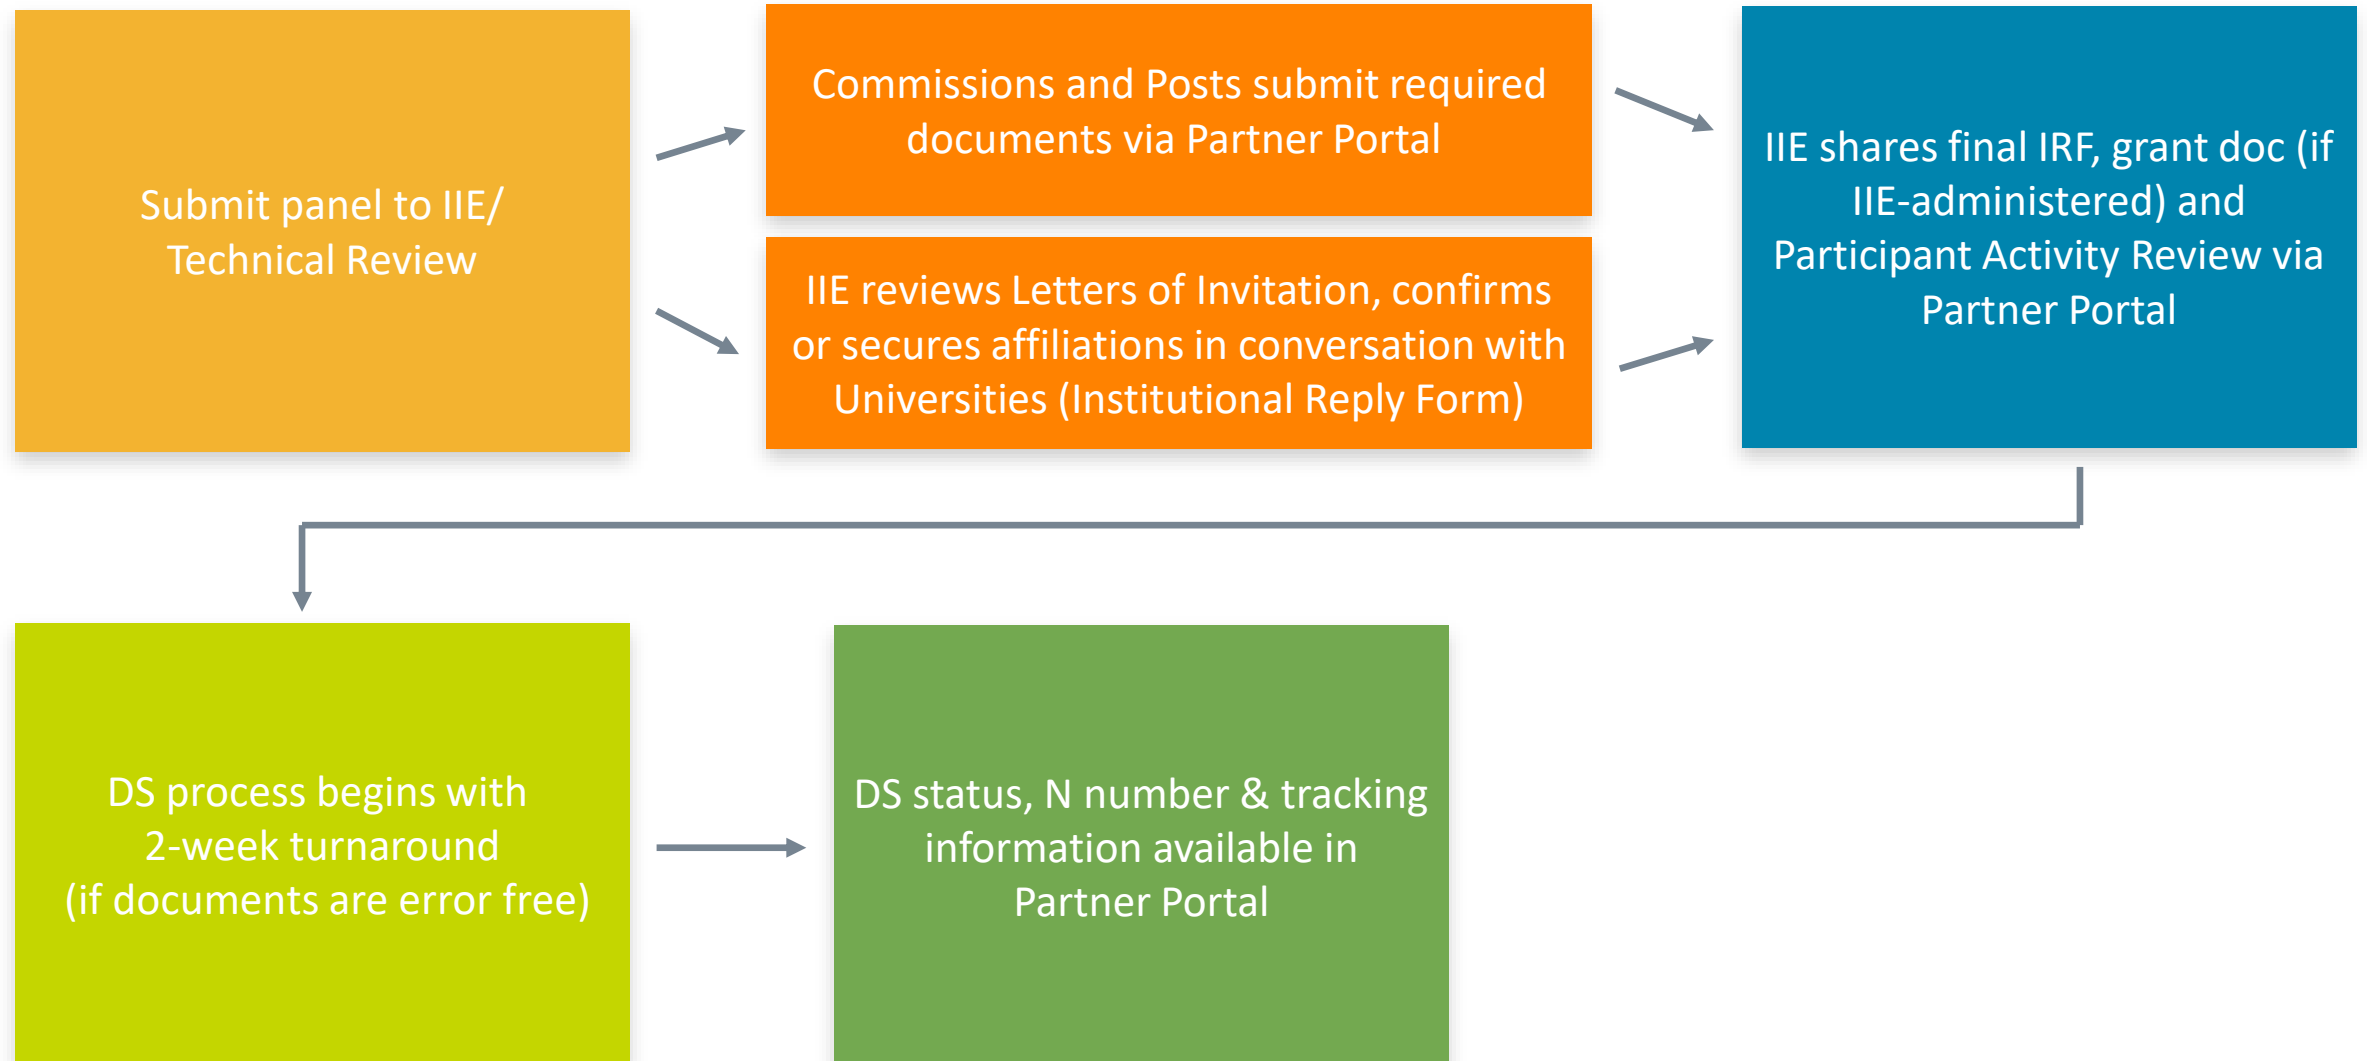 Submit panel to IIE/
Technical Review
Commissions and Posts submit required
documents via Partner Portal
IIE reviews Letters of Invitation, confirms
or secures affiliations in conversation with
Universities (Institutional Reply Form)
IIE shares final IRF, grant doc (if
IIE-administered) and
Participant Activity Review via
Partner Portal
DS process begins with
2-week turnaround
(if documents are error free)
DS status, N number & tracking
information available in
Partner Portal